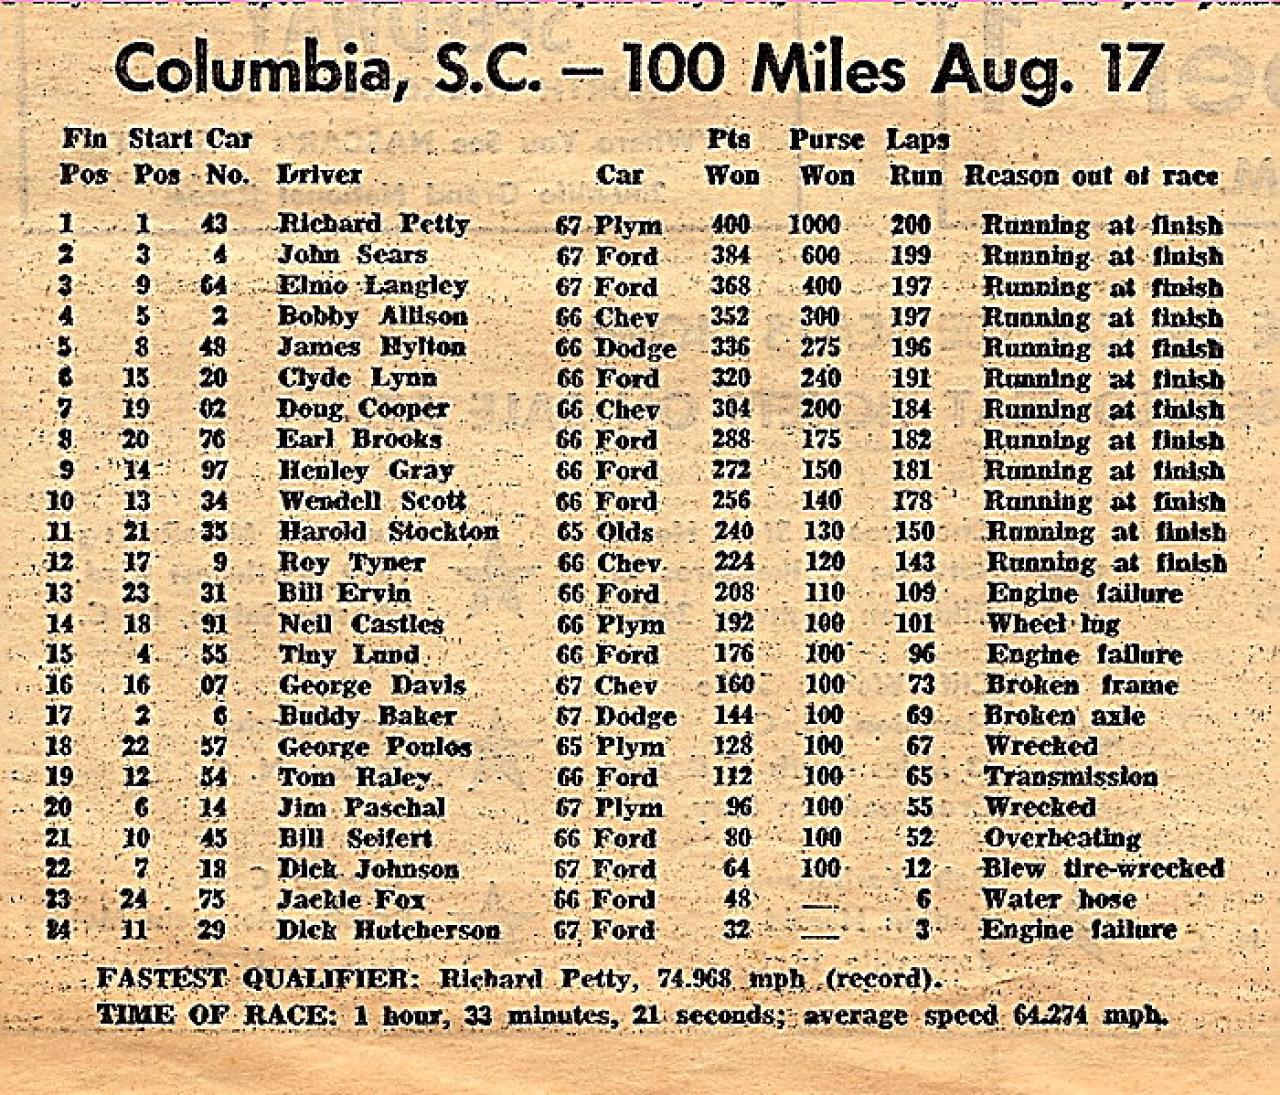 Columbia, S.C. — 100 Miles Aug. 17
Fin Start Car Pts Purse Laps
Pos Pos No. Driver Car Won Won Run Reason out of race
1 1 43 Richard Petty 67 Plym 400 1000 200 Running at finish
2 3 4 John Sears 67 Ford 384 600 199 Running at finish
3 9 64 Elmo Langley 67 Ford 368 400 197 Running at finish
4 5 2 Bobby Allison 66 Chev 352 300 197 Running at finish
5 8 48 James Hylton 66 Dodge 336 275 196 Running at finish
6 15 20 Clyde Lynn 66 Ford 320 240 191 Running at finish
7 19 02 Doug Cooper 66 Chev 304 200 184 Running at finish
8 20 76 Earl Brooks 66 Ford 288 175 182 Running at finish
9 14 97 Henley Gray 66 Ford 272 150 181 Running at finish
10 13 34 Wendell Scott 66 Ford 256 140 178 Running at finish
11 21 35 Harold Stockton 65 Olds 240 130 150 Running at finish
12 17 9 Roy Tyner 66 Chev 224 120 143 Running at finish
13 23 31 Bill Ervin 66 Ford 208 110 109 Engine failure
14 18 91 Neil Castles 66 Plym 192 100 101 Wheel lug
15 4 55 Tiny Lund 66 Ford 176 100 96 Engine failure
16 16 07 George Davis 67 Chev 160 100 73 Broken frame
17 2 6 Buddy Baker 67 Dodge 144 100 69 Broken axle
18 22 57 George Poulos 65 Plym 128 100 67 Wrecked
19 12 54 Tom Raley 66 Ford 112 100 65 Transmission
20 6 14 Jim Paschal 67 Plym 96 100 55 Wrecked
21 10 45 Bill Seifert 66 Ford 80 100 52 Overheating
22 7 18 Dick Johnson 67 Ford 64 100 12 Blew tire-wrecked
23 24 75 Jackie Fox 66 Ford 48 — 6 Water hose
24 11 29 Dick Hutcherson 67 Ford 32 — 3 Engine failure
FASTEST QUALIFIER: Richard Petty, 74.968 mph (record).
TIME OF RACE: 1 hour, 33 minutes, 21 seconds; average speed 64.274 mph.